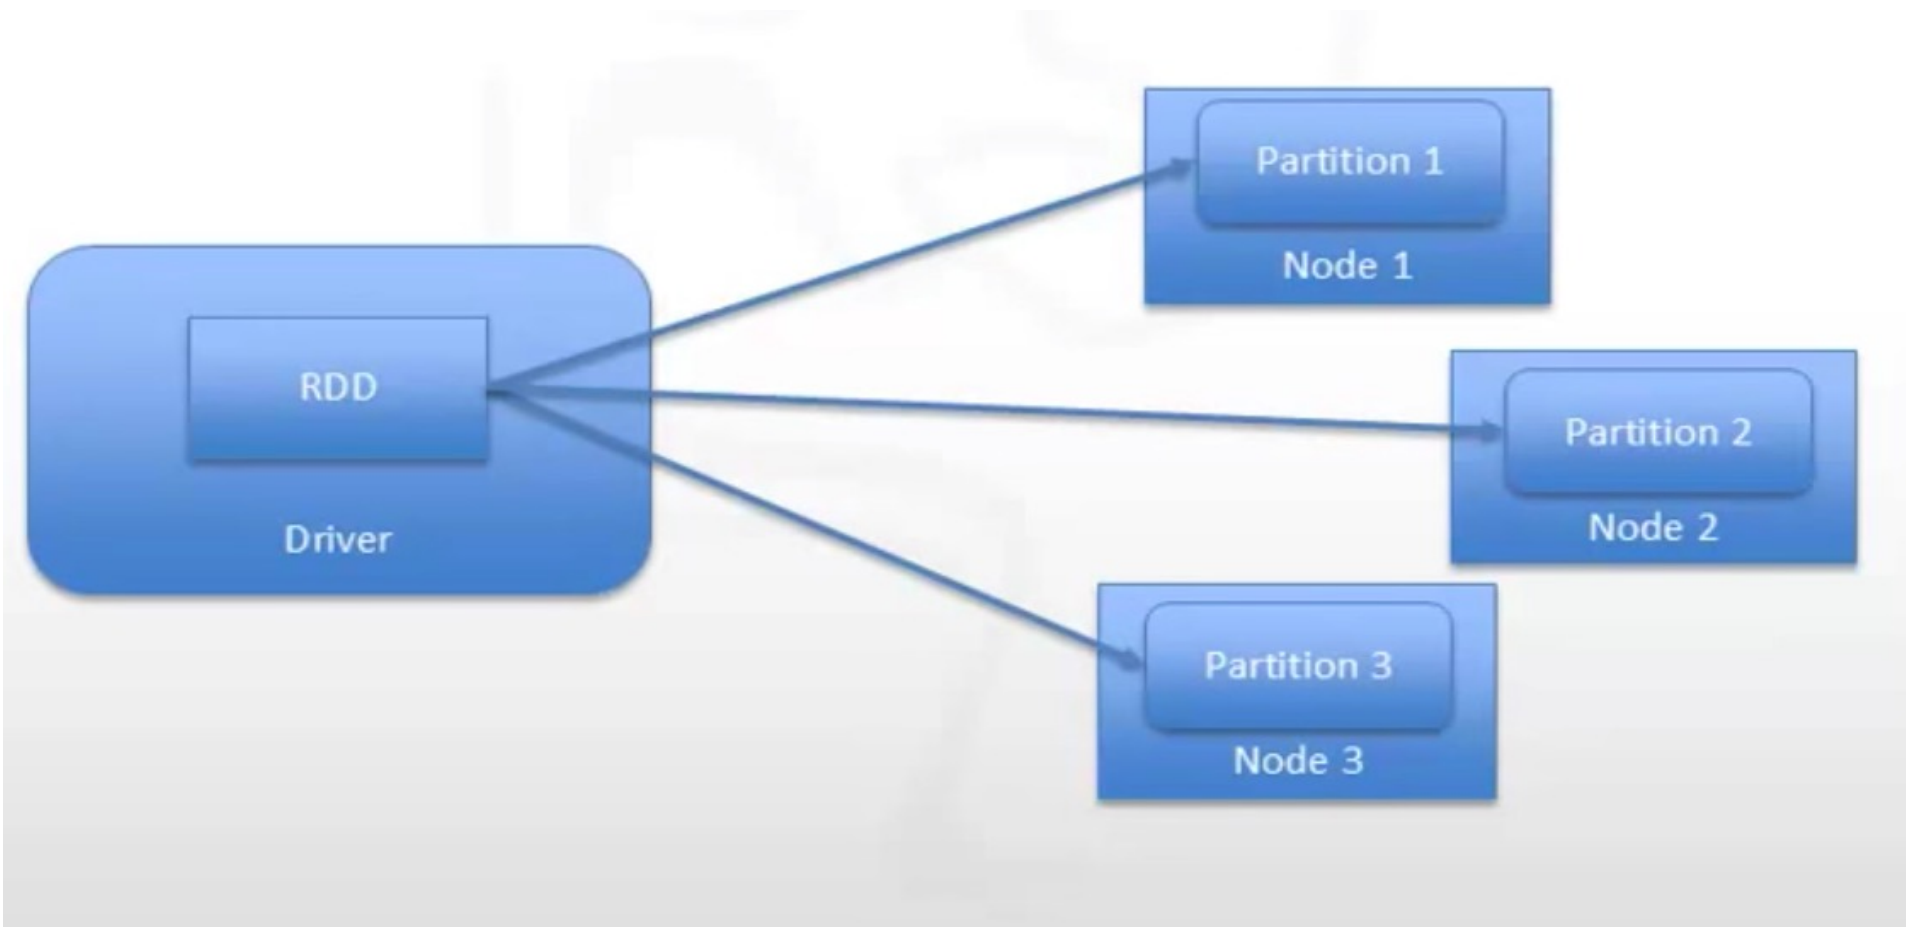 RDD
Driver
Partition 1
Node 1
Partition 2
Node 2
Partition 3
Node 3